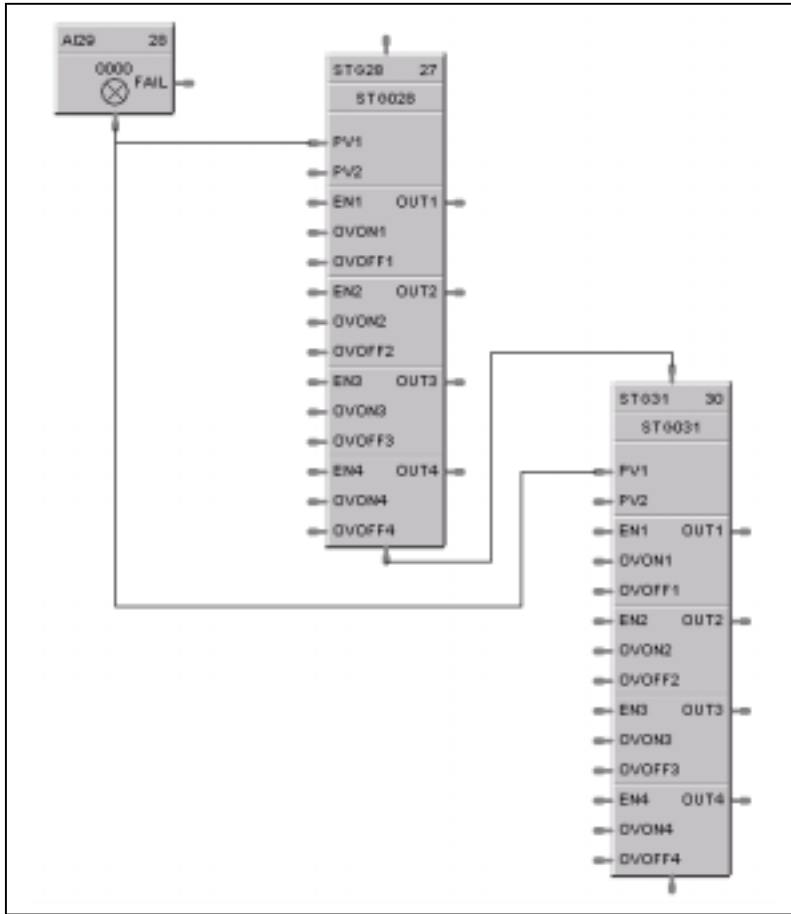 AI29 28
0000
FAIL
STG28 27
STG028
PV1
PV2
EN1 OUT1
OVON1
OVOFF1
EN2 OUT2
OVON2
OVOFF2
EN3 OUT3
OVON3
OVOFF3
EN4 OUT4
OVON4
OVOFF4
STG31 30
STG031
PV1
PV2
EN1 OUT1
OVON1
OVOFF1
EN2 OUT2
OVON2
OVOFF2
EN3 OUT3
OVON3
OVOFF3
EN4 OUT4
OVON4
OVOFF4